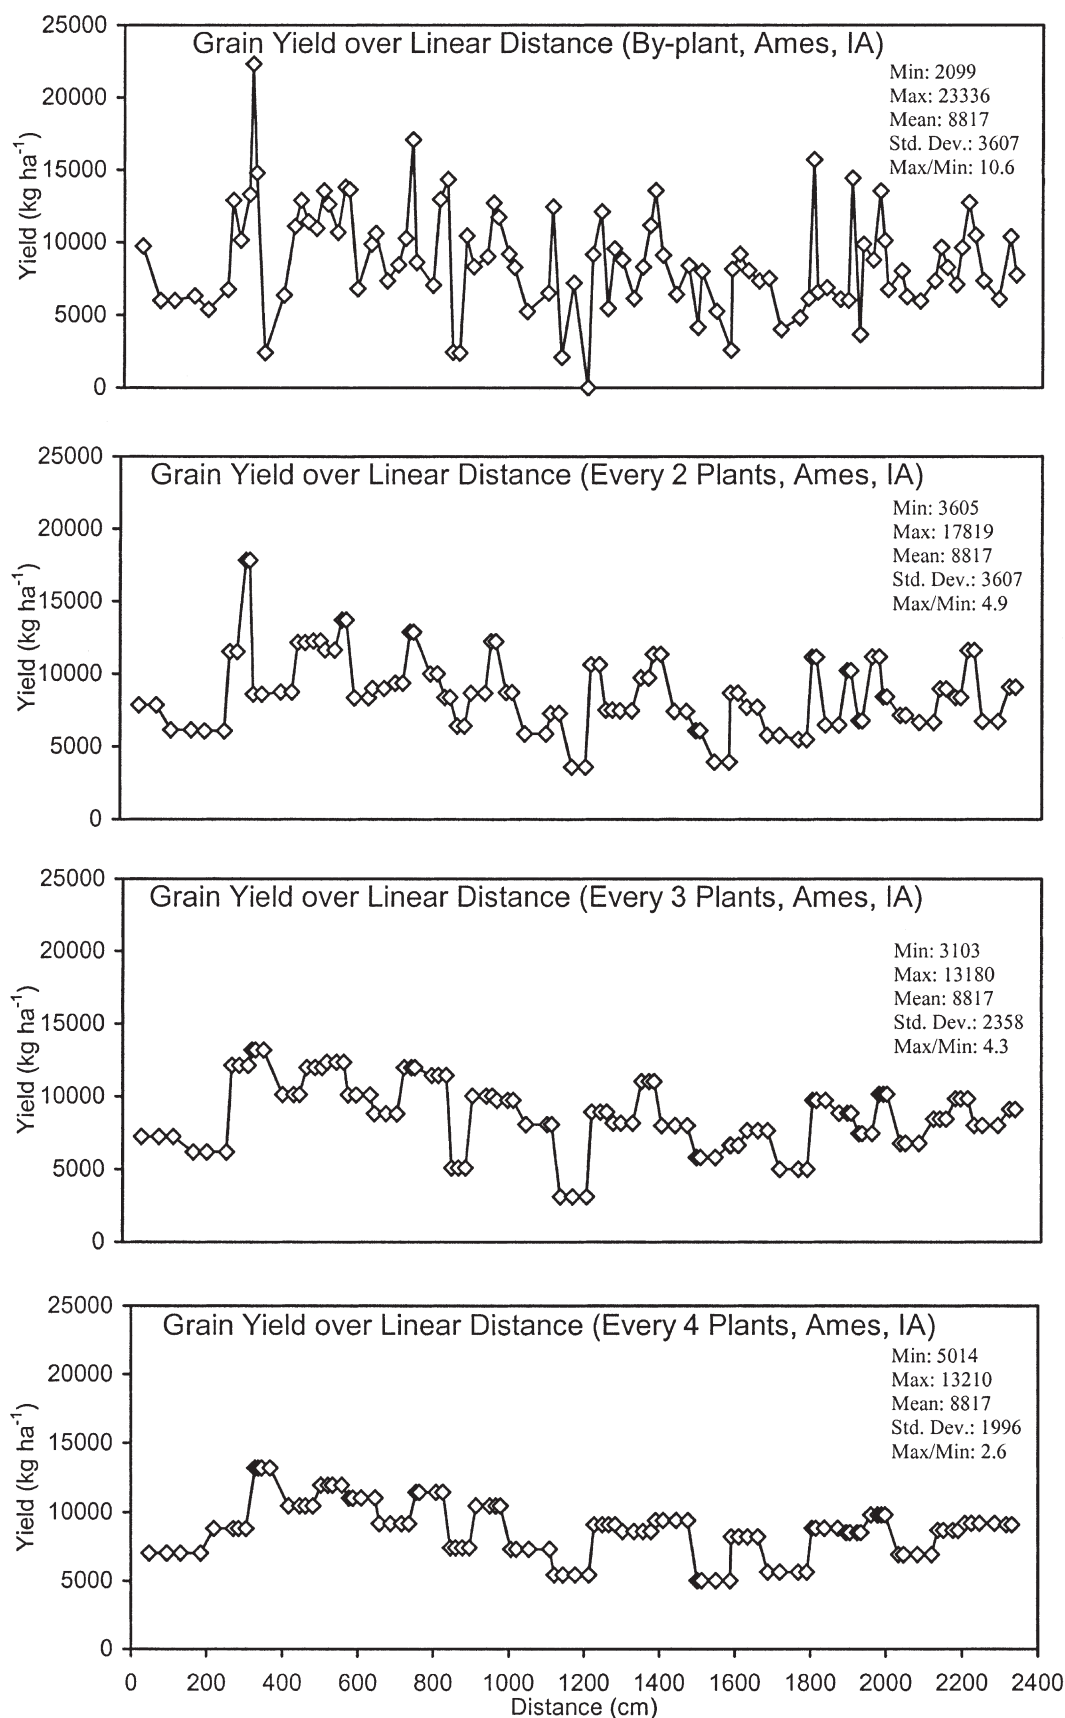 Grain Yield over Linear Distance (By-plant, Ames, IA)
Min: 2099
Max: 23336
Mean: 8817
Std. Dev.: 3607
Max/Min: 10.6
Yield (kg ha-1)
25000
20000
15000
10000
5000
0
Grain Yield over Linear Distance (Every 2 Plants, Ames, IA)
Min: 3605
Max: 17819
Mean: 8817
Std. Dev.: 3607
Max/Min: 4.9
Yield (kg ha-1)
25000
20000
15000
10000
5000
0
Grain Yield over Linear Distance (Every 3 Plants, Ames, IA)
Min: 3103
Max: 13180
Mean: 8817
Std. Dev.: 2358
Max/Min: 4.3
Yield (kg ha-1)
25000
20000
15000
10000
5000
0
Grain Yield over Linear Distance (Every 4 Plants, Ames, IA)
Min: 5014
Max: 13210
Mean: 8817
Std. Dev.: 1996
Max/Min: 2.6
Yield (kg ha-1)
25000
20000
15000
10000
5000
0
0 200 400 600 800 1000 1200 1400 1600 1800 2000 2200 2400
Distance (cm)